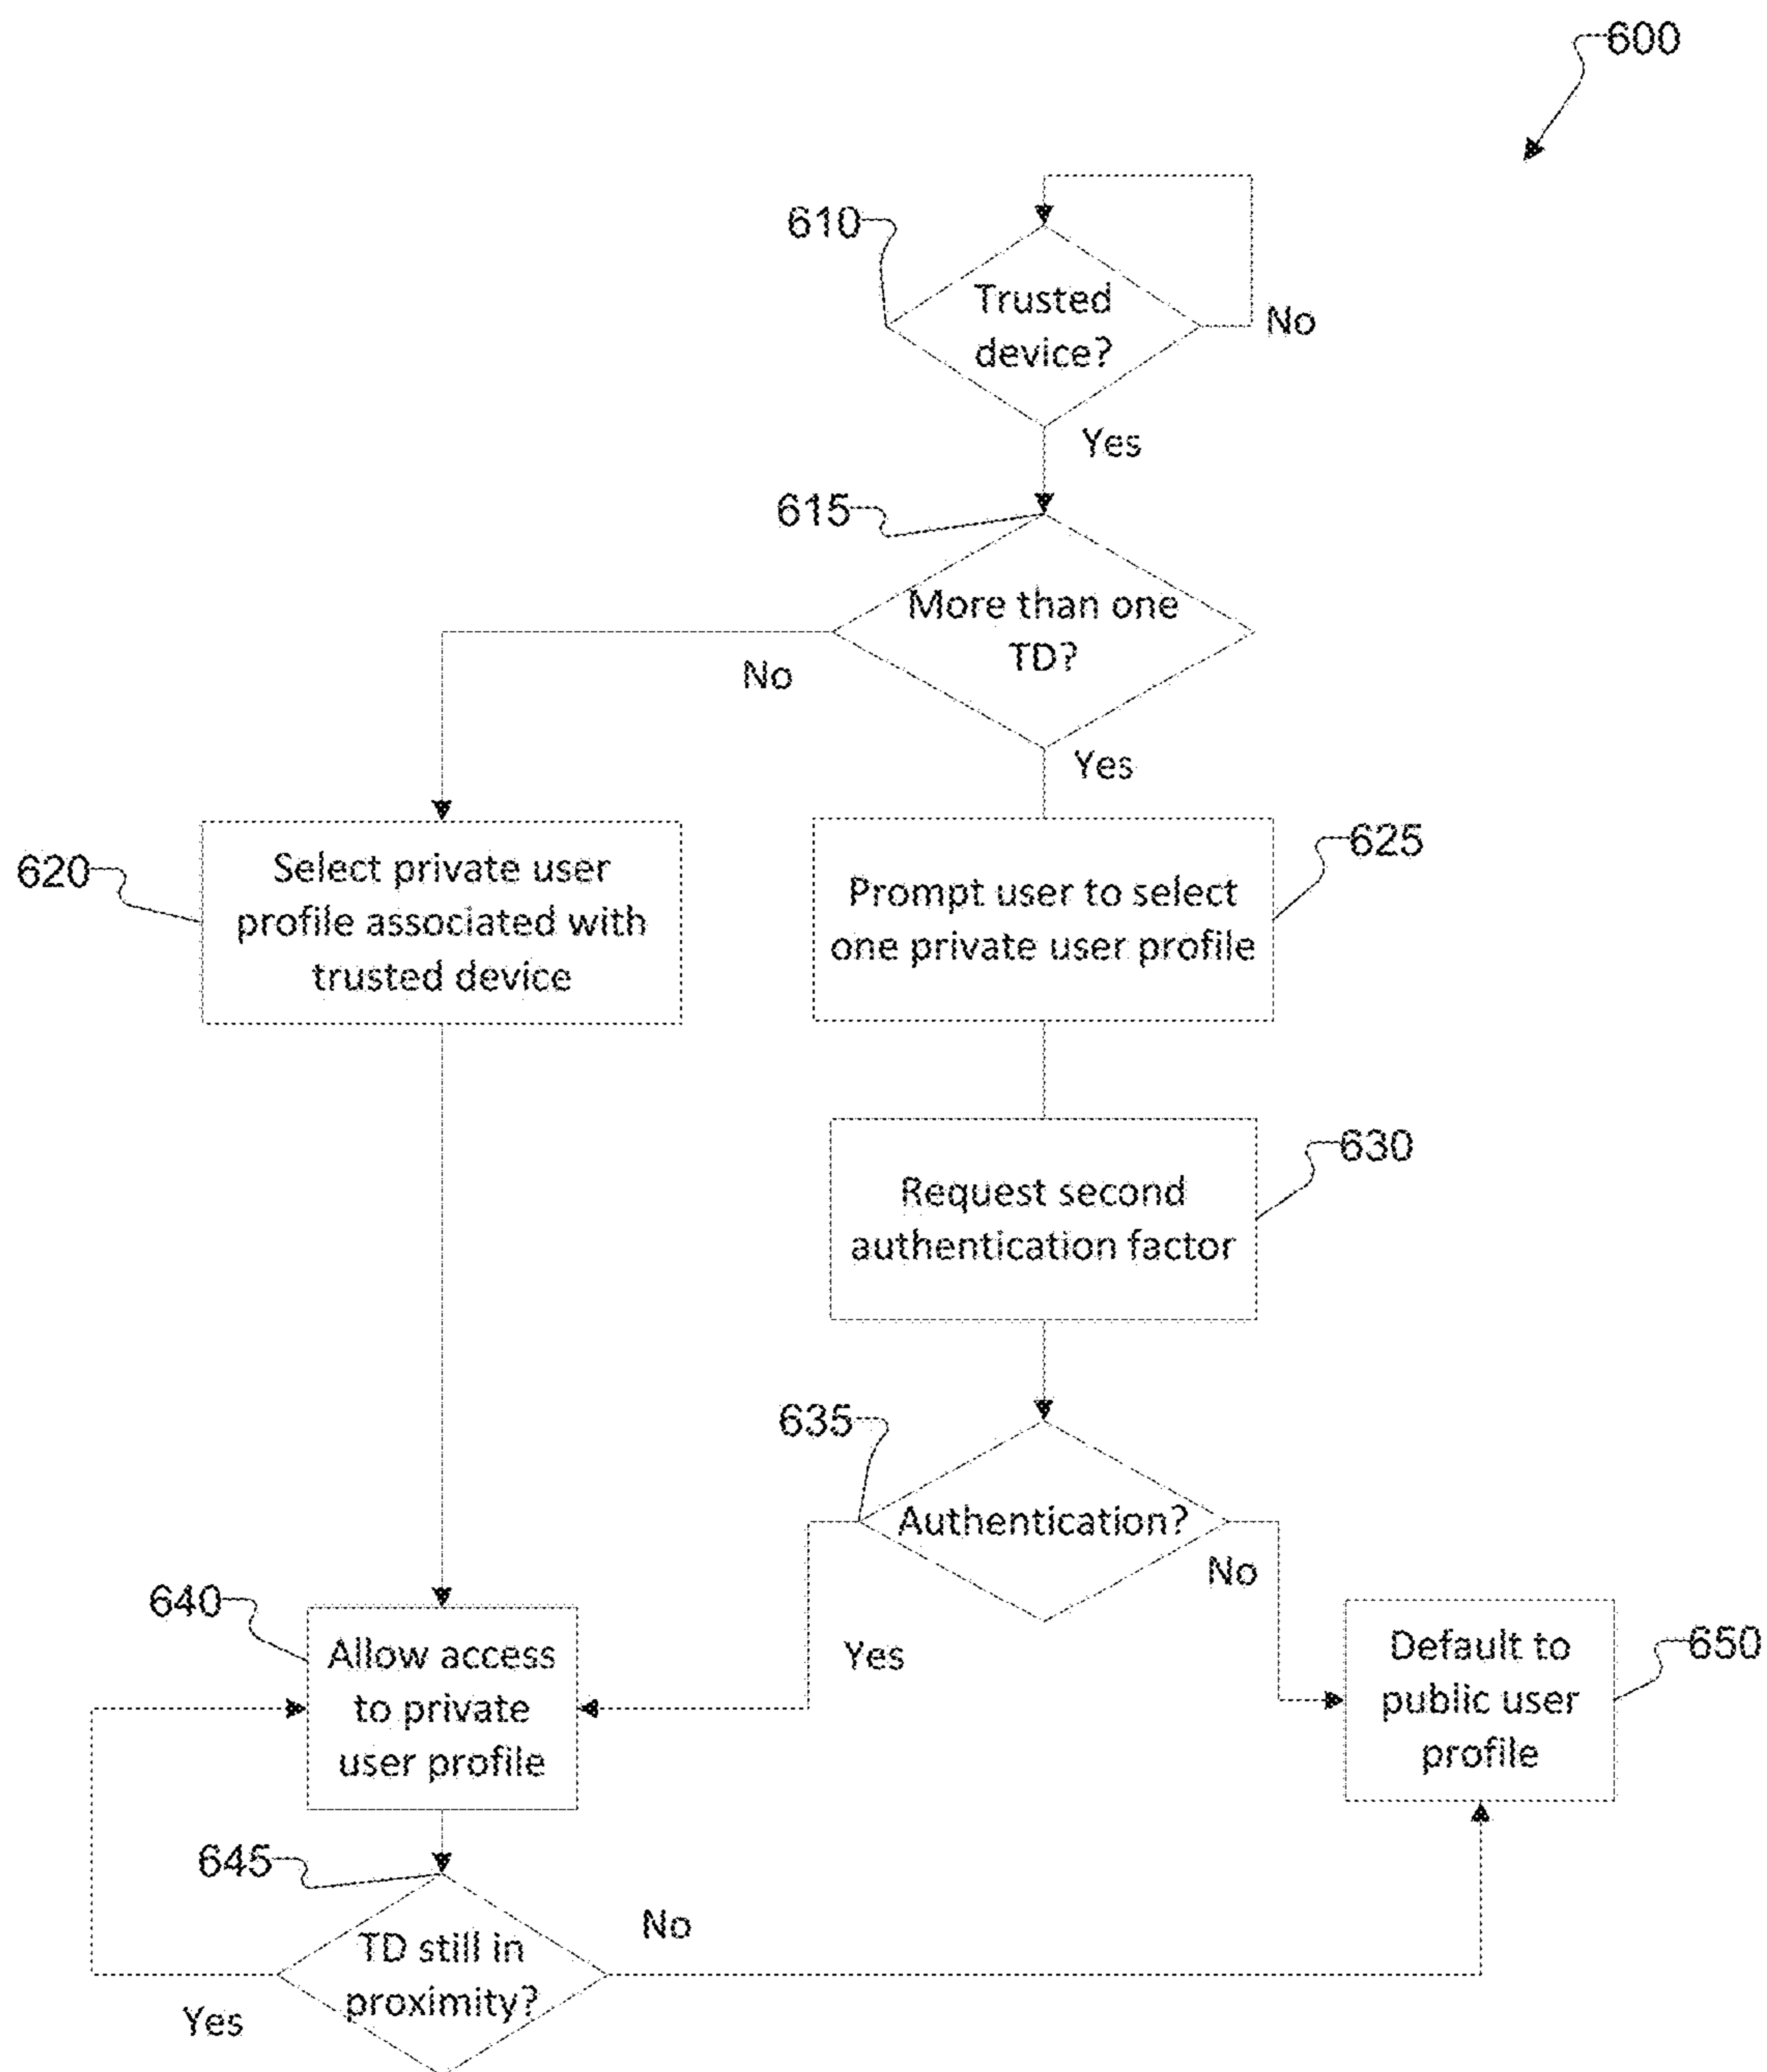 600
610
Trusted
device?
No
Yes
615
More than one
TD?
No
Yes
620
Select private user
profile associated with
trusted device
625
Prompt user to select
one private user profile
630
Request second
authentication factor
635
Authentication?
No
Yes
640
Allow access
to private
user profile
Default to
public user
profile
650
645
TD still in
proximity?
No
Yes